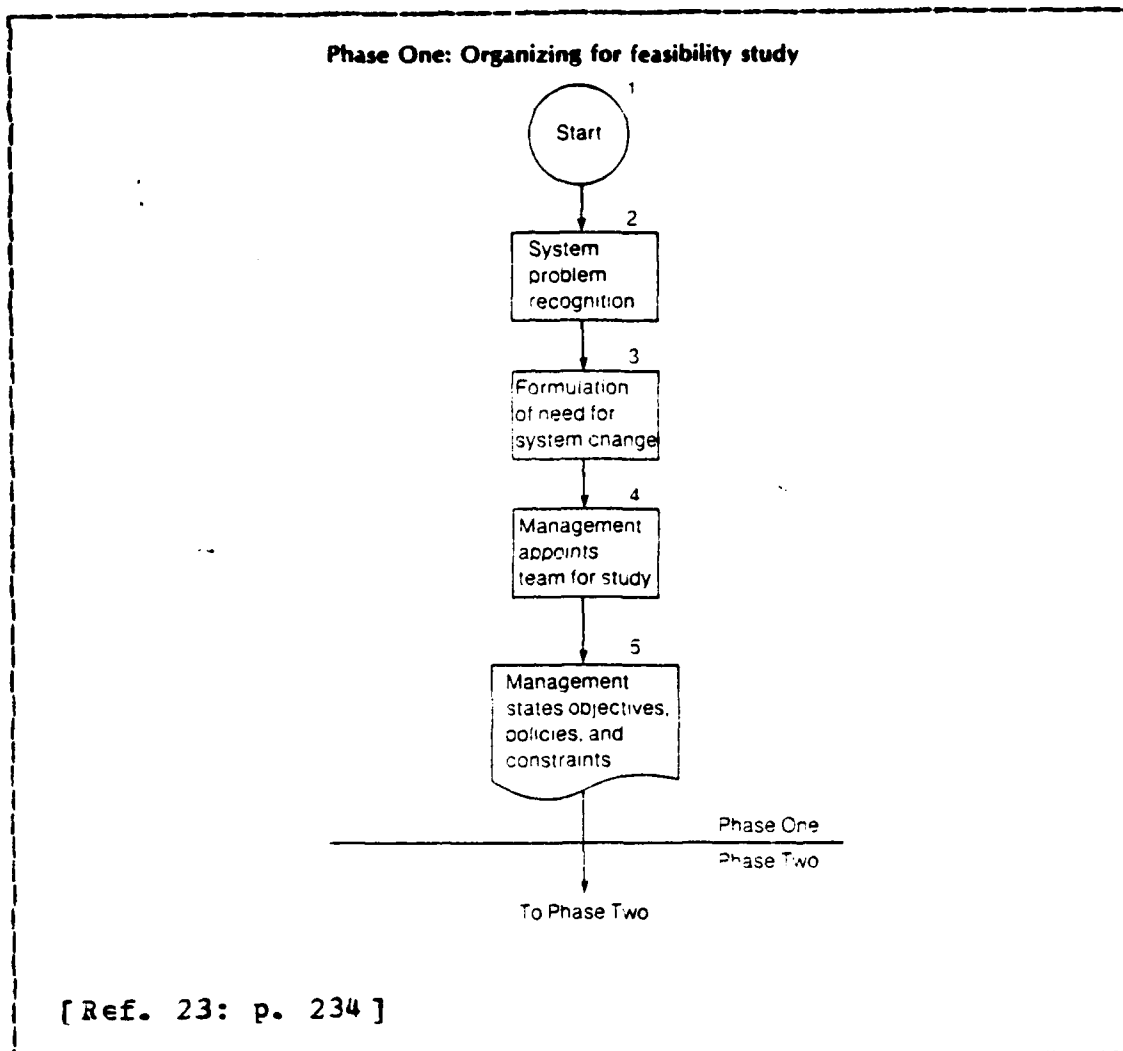 Phase One: Organizing for feasibility study
1
Start
2
System
problem
recognition
3
Formulation
of need for
system change
4
Management
appoints
team for study
5
Management
states objectives,
policies, and
constraints
Phase One
Phase Two
To Phase Two
[Ref. 23: p. 234]